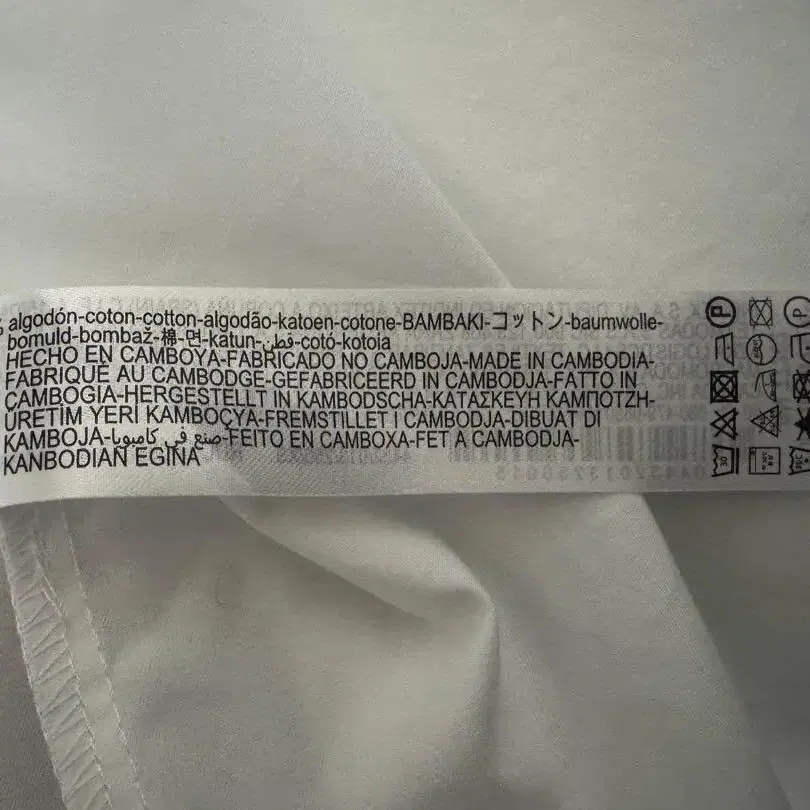 algodón-coton-cotton-algodão-katoen-cotone-BAMBAKI-コットン-baumwolle-
bomuld-bombaž-棉-면-katun-قطن-cotó-kotoia
HECHO EN CAMBOYA-FABRICADO NO CAMBOJA-MADE IN CAMBODIA-
FABRIQUÉ AU CAMBODGE-GEFABRICEERD IN CAMBODJA-FATTO IN
CAMBOGIA-HERGESTELLT IN KAMBODSCHA-ΚΑΤΑΣΚΕΥΗ ΚΑΜΠΟΤΖΗ-
ÜRETİM YERİ KAMBOÇYA-FREMSTILLET I CAMBODJA-DIBUAT DI
KAMBOJA-صنع في كامبوديا-FEITO EN CAMBOXA-FET A CAMBODJA-
KANBODIAN EGINA